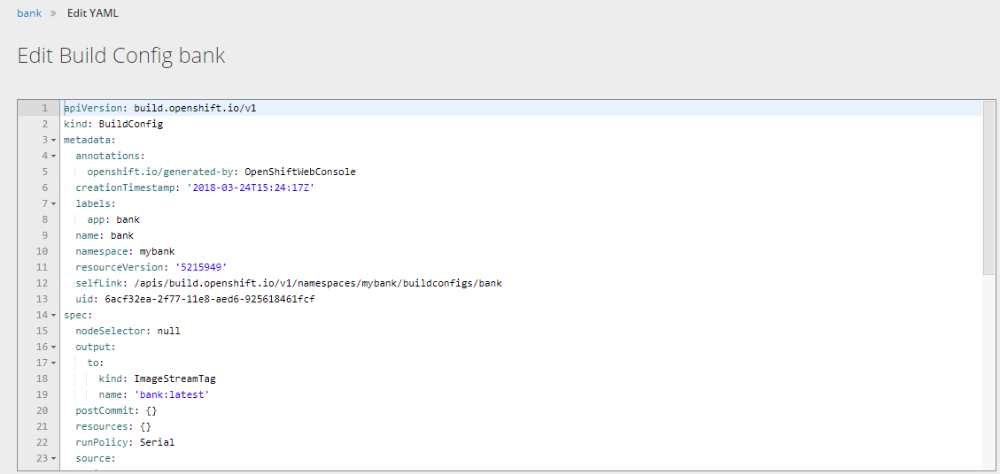 bank » Edit YAML
Edit Build Config bank
1 apiVersion: build.openshift.io/v1
2 kind: BuildConfig
3 metadata:
4 annotations:
5 openshift.io/generated-by: OpenShiftWebConsole
6 creationTimestamp: '2018-03-24T15:24:17Z'
7 labels:
8 app: bank
9 name: bank
10 namespace: mybank
11 resourceVersion: '5215949'
12 selfLink: /apis/build.openshift.io/v1/namespaces/mybank/buildconfigs/bank
13 uid: 6acf32ea-2f77-11e8-aed6-925618461fcf
14 spec:
15 nodeSelector: null
16 output:
17 to:
18 kind: ImageStreamTag
19 name: 'bank:latest'
20 postCommit: {}
21 resources: {}
22 runPolicy: Serial
23 source: